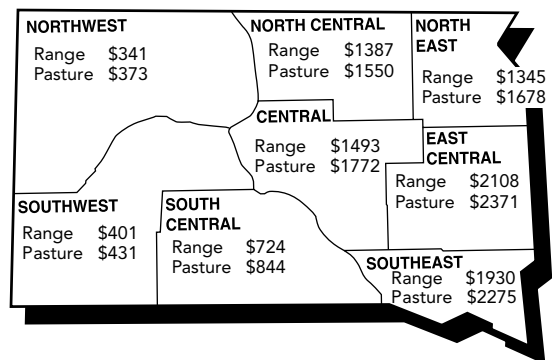 NORTHWEST
Range $341
Pasture $373
NORTH CENTRAL
Range $1387
Pasture $1550
NORTH
EAST
Range $1345
Pasture $1678
CENTRAL
Range $1493
Pasture $1772
EAST
CENTRAL
Range $2108
Pasture $2371
SOUTHWEST
Range $401
Pasture $431
SOUTH
CENTRAL
Range $724
Pasture $844
SOUTHEAST
Range $1930
Pasture $2275